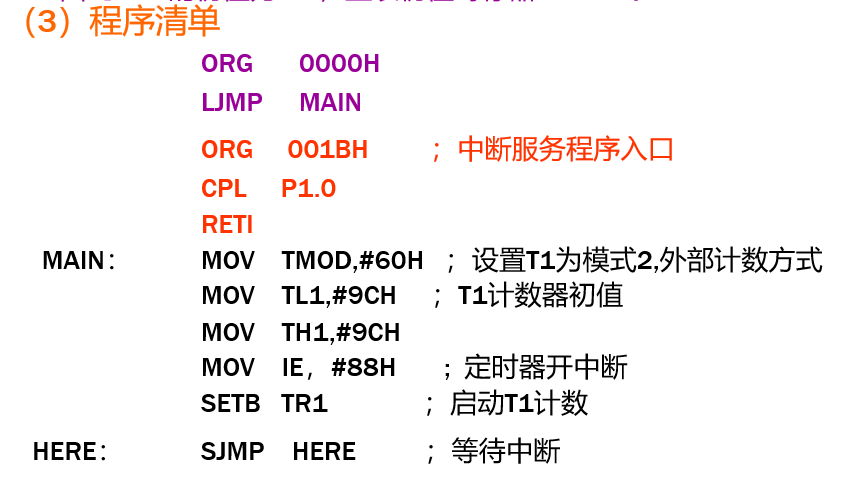 （3）程序清单
ORG 0000H
LJMP MAIN
ORG 001BH ；中断服务程序入口
CPL P1.0
RETI
MAIN： MOV TMOD,#60H ；设置T1为模式2,外部计数方式
MOV TL1,#9CH ；T1计数器初值
MOV TH1,#9CH
MOV IE，#88H ；定时器开中断
SETB TR1 ；启动T1计数
HERE： SJMP HERE ；等待中断